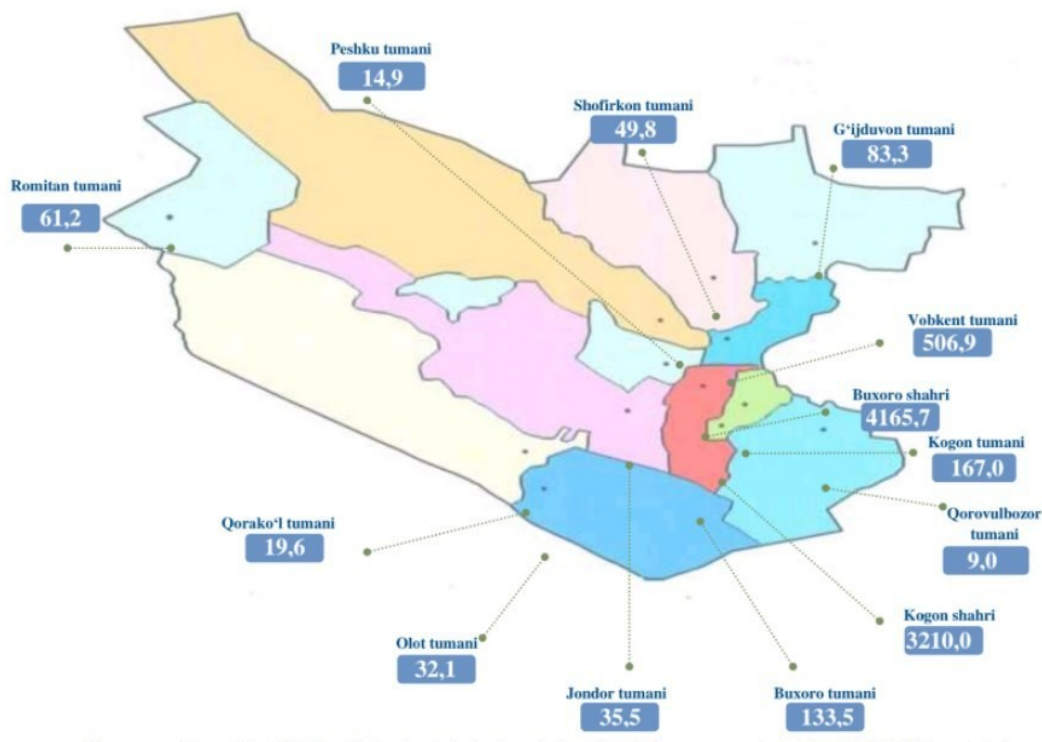 Peshku tumani
14,9
Shofirkon tumani
49,8
G‘ijduvon tumani
83,3
Romitan tumani
61,2
Vobkent tumani
506,9
Buxoro shahri
4165,7
Kogon tumani
167,0
Qorovulbozor
tumani
9,0
Qorako‘l tumani
19,6
Kogon shahri
3210,0
Olot tumani
32,1
Jondor tumani
35,5
Buxoro tumani
133,5